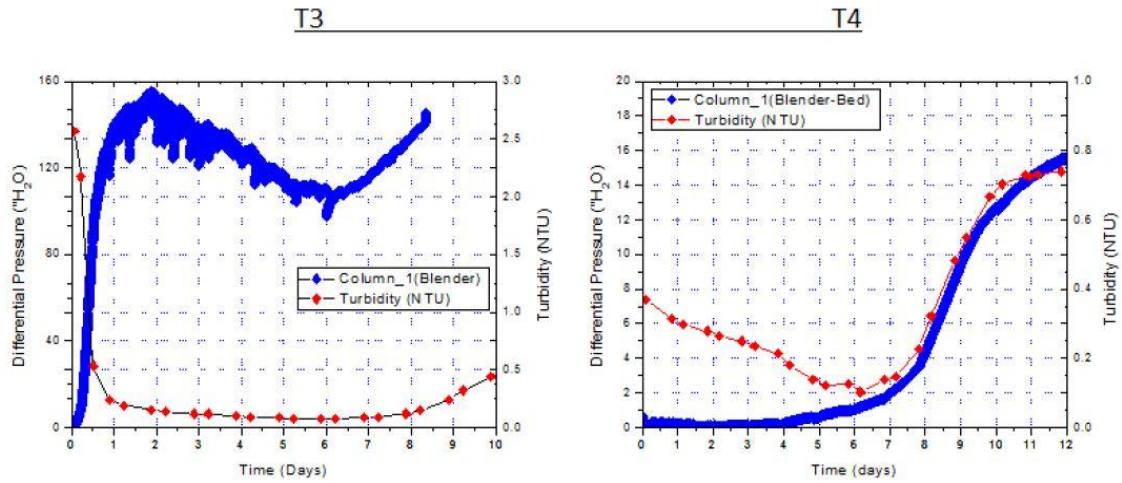 T3
T4
Differential Pressure ("H₂O)
160
120
80
40
0
3.0
2.5
2.0
1.5
1.0
0.5
0.0
Turbidity (NTU)
Column_1(Blender)
Turbidity (NTU)
0 1 2 3 4 5 6 7 8 9 10
Time (Days)
Differential Pressure ("H₂O)
20
18
16
14
12
10
8
6
4
2
0
1.0
0.8
0.6
0.4
0.2
0.0
Turbidity (NTU)
Column_1(Blender-Bed)
Turbidity (NTU)
0 1 2 3 4 5 6 7 8 9 10 11 12
Time (days)